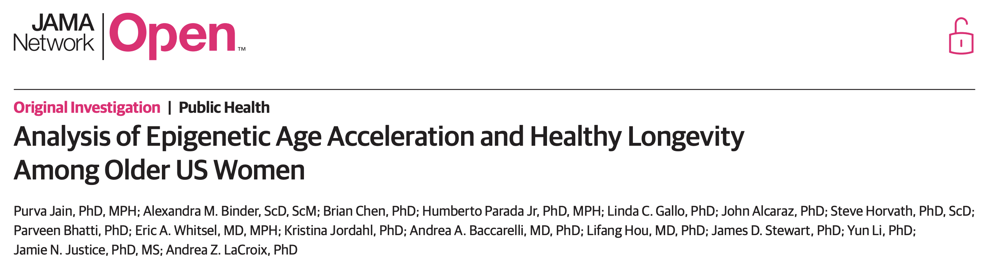 JAMA
Network
Open™
Original Investigation | Public Health
Analysis of Epigenetic Age Acceleration and Healthy Longevity
Among Older US Women
Purva Jain, PhD, MPH; Alexandra M. Binder, ScD, ScM; Brian Chen, PhD; Humberto Parada Jr, PhD, MPH; Linda C. Gallo, PhD; John Alcaraz, PhD; Steve Horvath, PhD, ScD;
Parveen Bhatti, PhD; Eric A. Whitsel, MD, MPH; Kristina Jordahl, PhD; Andrea A. Baccarelli, MD, PhD; Lifang Hou, MD, PhD; James D. Stewart, PhD; Yun Li, PhD;
Jamie N. Justice, PhD, MS; Andrea Z. LaCroix, PhD